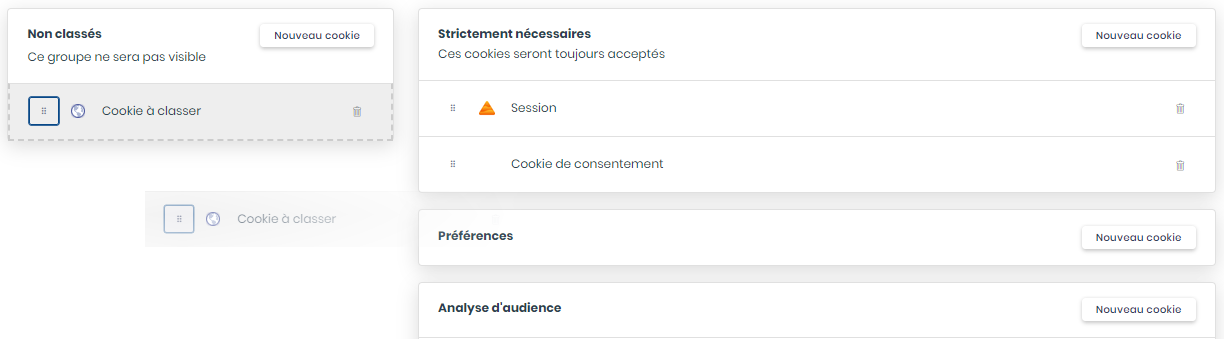 Non classés
Nouveau cookie
Ce groupe ne sera pas visible
Cookie à classer
Cookie à classer
Strictement nécessaires
Nouveau cookie
Ces cookies seront toujours acceptés
Session
Cookie de consentement
Préférences
Nouveau cookie
Analyse d'audience
Nouveau cookie